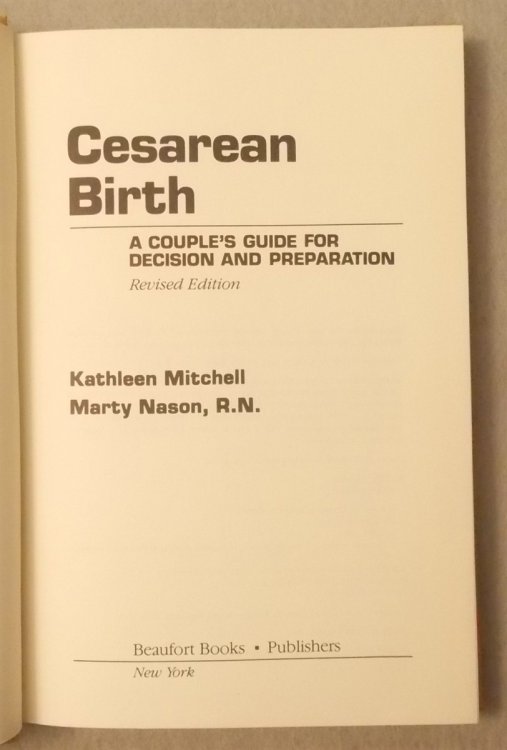 Cesarean
Birth
A COUPLE'S GUIDE FOR
DECISION AND PREPARATION
Revised Edition
Kathleen Mitchell
Marty Nason, R.N.
Beaufort Books ▪ Publishers
New York